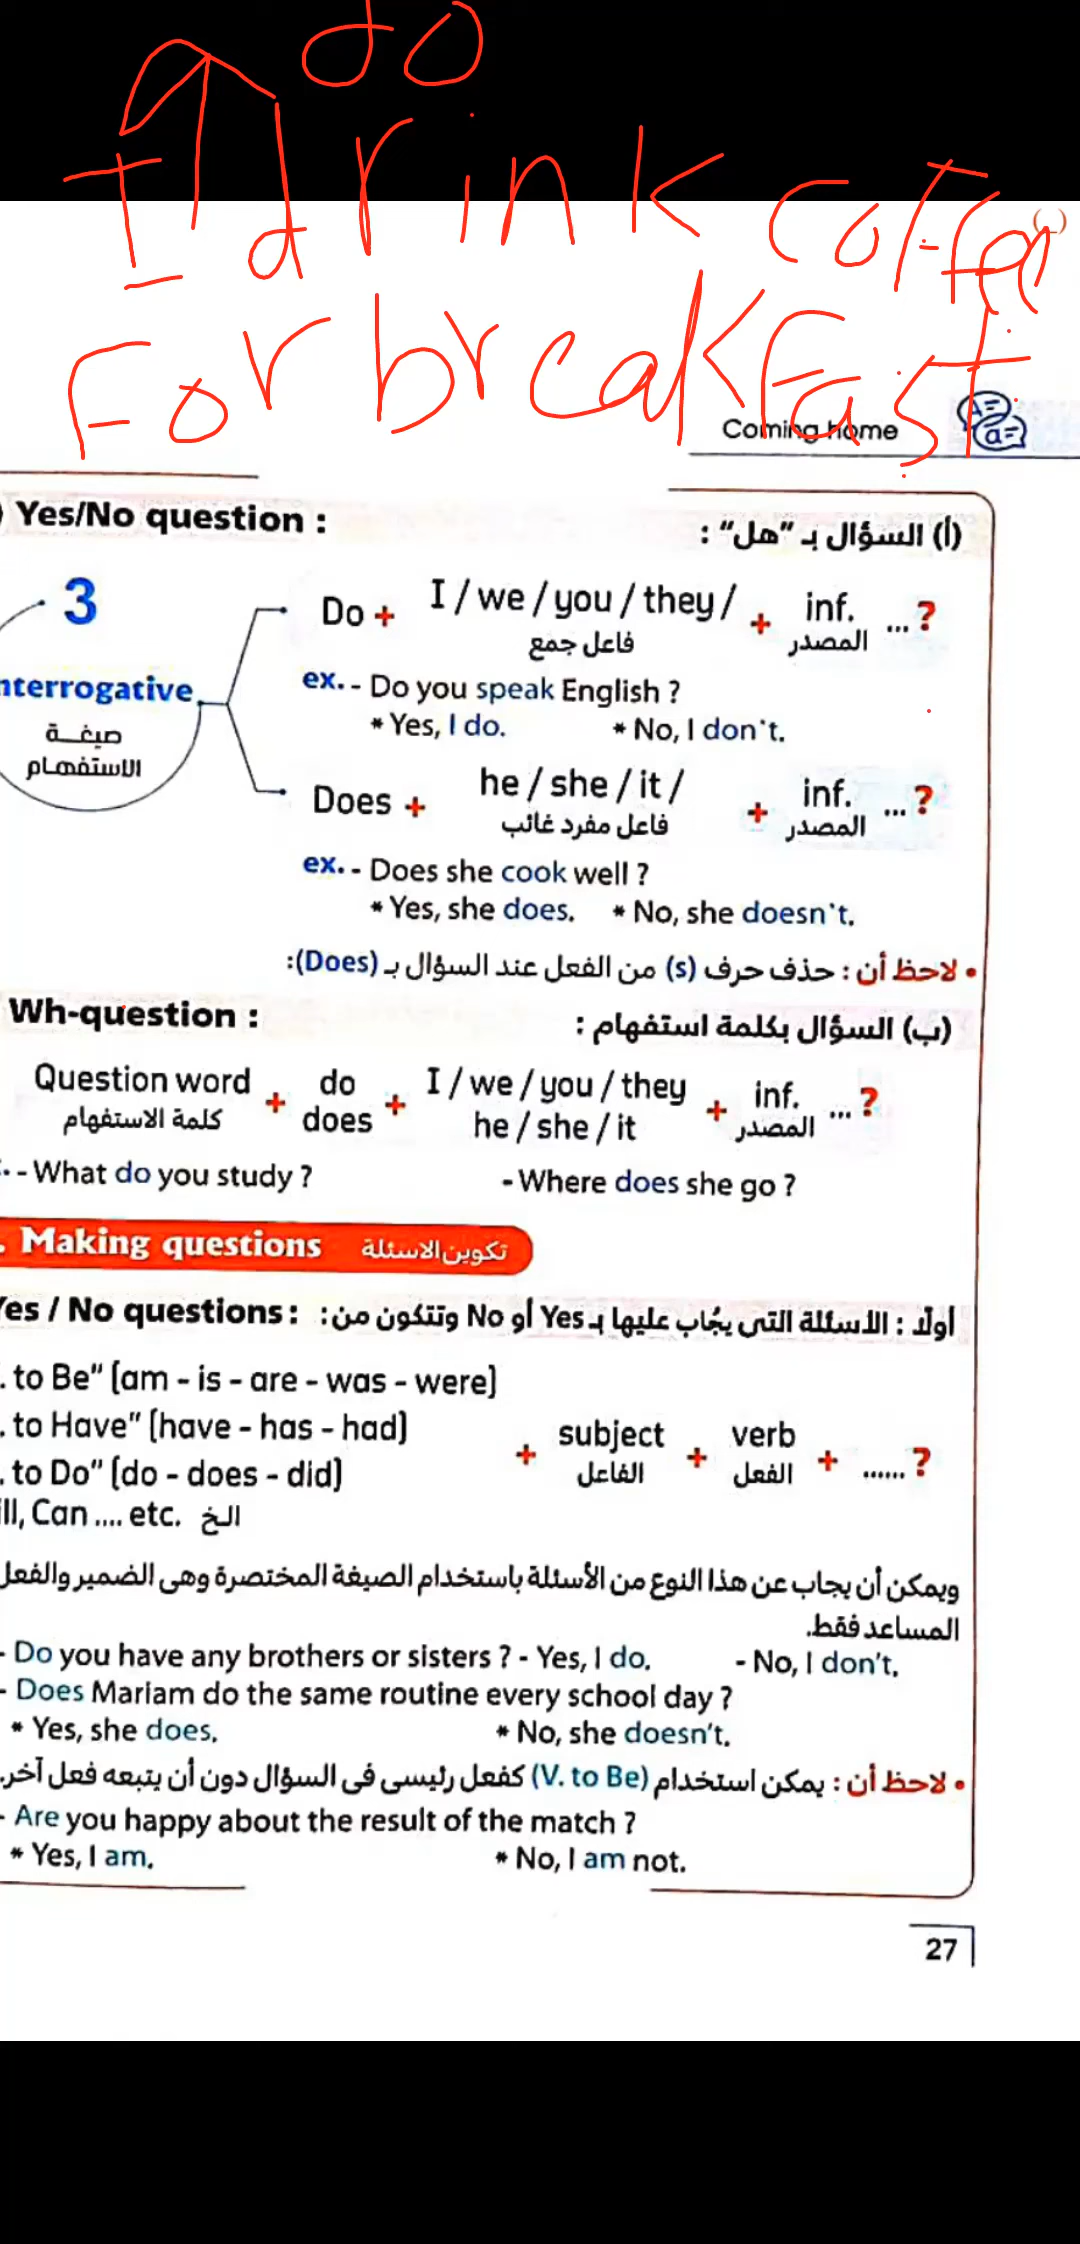 do
I drink coffe
For breakFast
Coming home
Yes/No question :
(أ) السؤال بـ "هل" :
3
nterrogative
صيغـة
الاستفهـام
Do + I / we / you / they / + inf. ... ?
فاعل جمع المصدر
ex. - Do you speak English ?
* Yes, I do. * No, I don't.
Does + he / she / it / + inf. ... ?
فاعل مفرد غائب المصدر
ex. - Does she cook well ?
* Yes, she does. * No, she doesn't.
• لاحظ أن : حذف حرف (s) من الفعل عند السؤال بـ (Does):
Wh-question :
(ب) السؤال بكلمة استفهام :
Question word + do + I / we / you / they + inf. ... ?
كلمة الاستفهام does he / she / it المصدر
- What do you study ? - Where does she go ?
. Making questions تكوين الاسئلة
Yes / No questions : أولًا : الأسئلة التى يُجاب عليها بـ Yes أو No وتتكون من :
. to Be" (am - is - are - was - were)
. to Have" (have - has - had)
. to Do" (do - does - did)
ill, Can .... etc. الخ
+ subject + verb + ...... ?
الفاعل الفعل
ويمكن أن يجاب عن هذا النوع من الأسئلة باستخدام الصيغة المختصرة وهى الضمير والفعل
المساعد فقط.
- Do you have any brothers or sisters ? - Yes, I do. - No, I don't.
- Does Mariam do the same routine every school day ?
* Yes, she does. * No, she doesn't.
• لاحظ أن : يمكن استخدام (V. to Be) كفعل رئيسى فى السؤال دون أن يتبعه فعل آخر.
- Are you happy about the result of the match ?
* Yes, I am. * No, I am not.
27